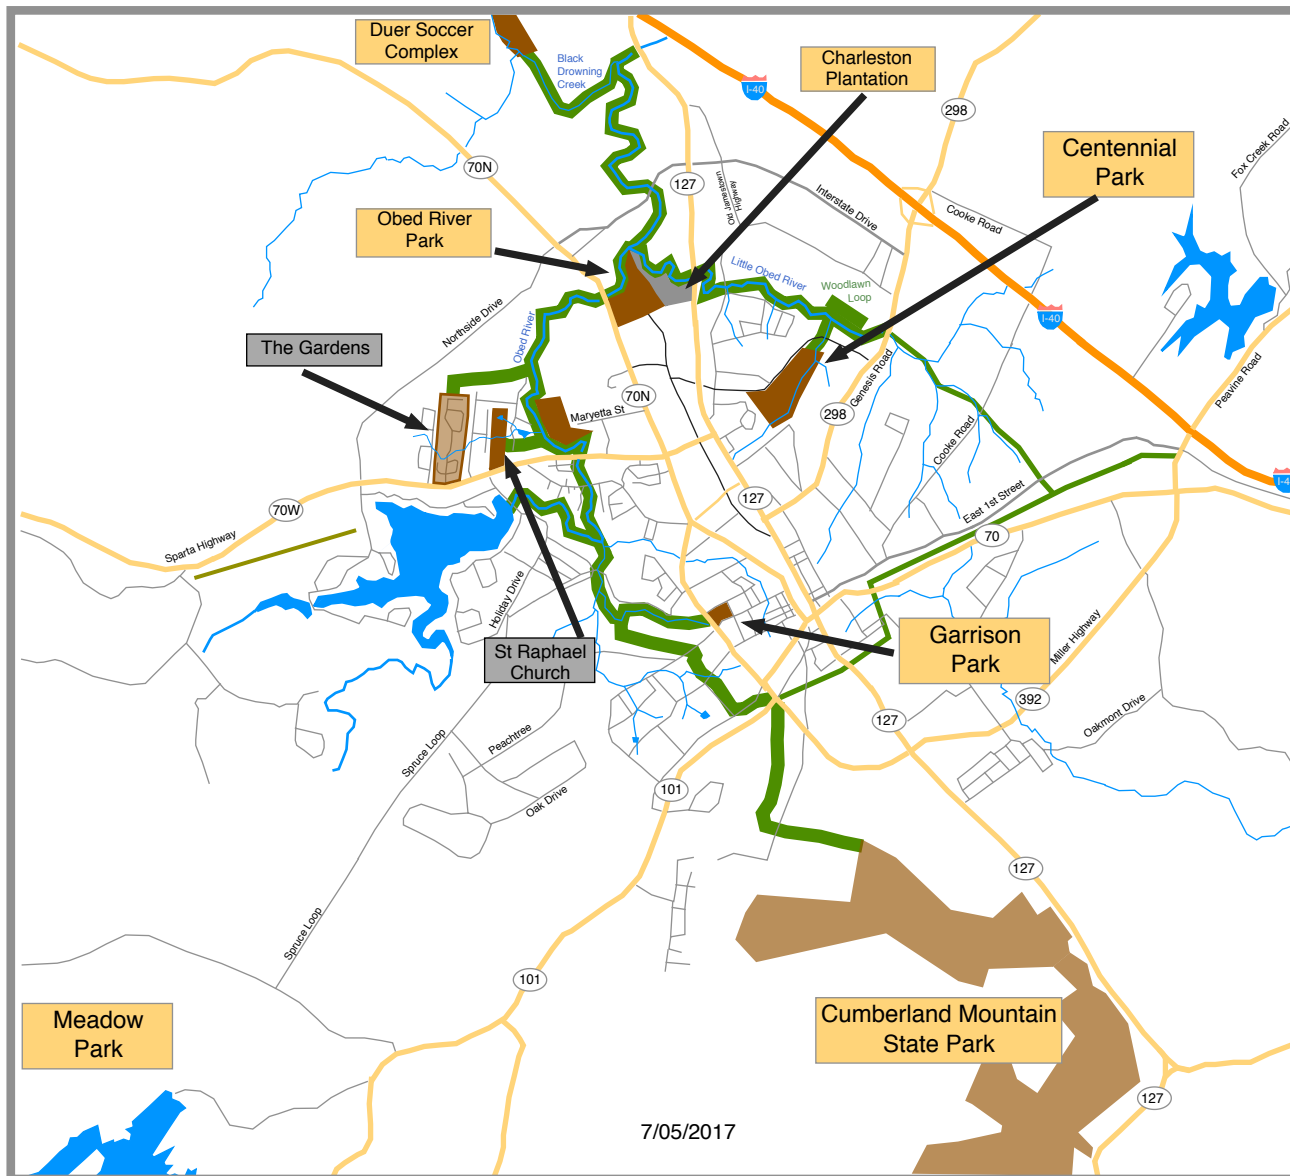 Duer Soccer
Complex
Black
Drowning
Creek
Charleston
Plantation
I-40
298
Centennial
Park
Fox Creek Road
70N
127
Old Jamestown
Highway
Interstate Drive
Cooke Road
Obed River
Park
Little Obed River
Woodlawn
Loop
I-40
Northside Drive
Obed River
The Gardens
Genesis Road
Peavine Road
70N
Maryetta St
298
Cooke Road
I-4
127
East 1st Street
70W
Sparta Highway
70
Holiday Drive
Garrison
Park
St Raphael
Church
Miller Highway
392
127
Oakmont Drive
Spruce Loop
Peachtree
Oak Drive
101
127
Spruce Loop
101
Meadow
Park
Cumberland Mountain
State Park
127
7/05/2017